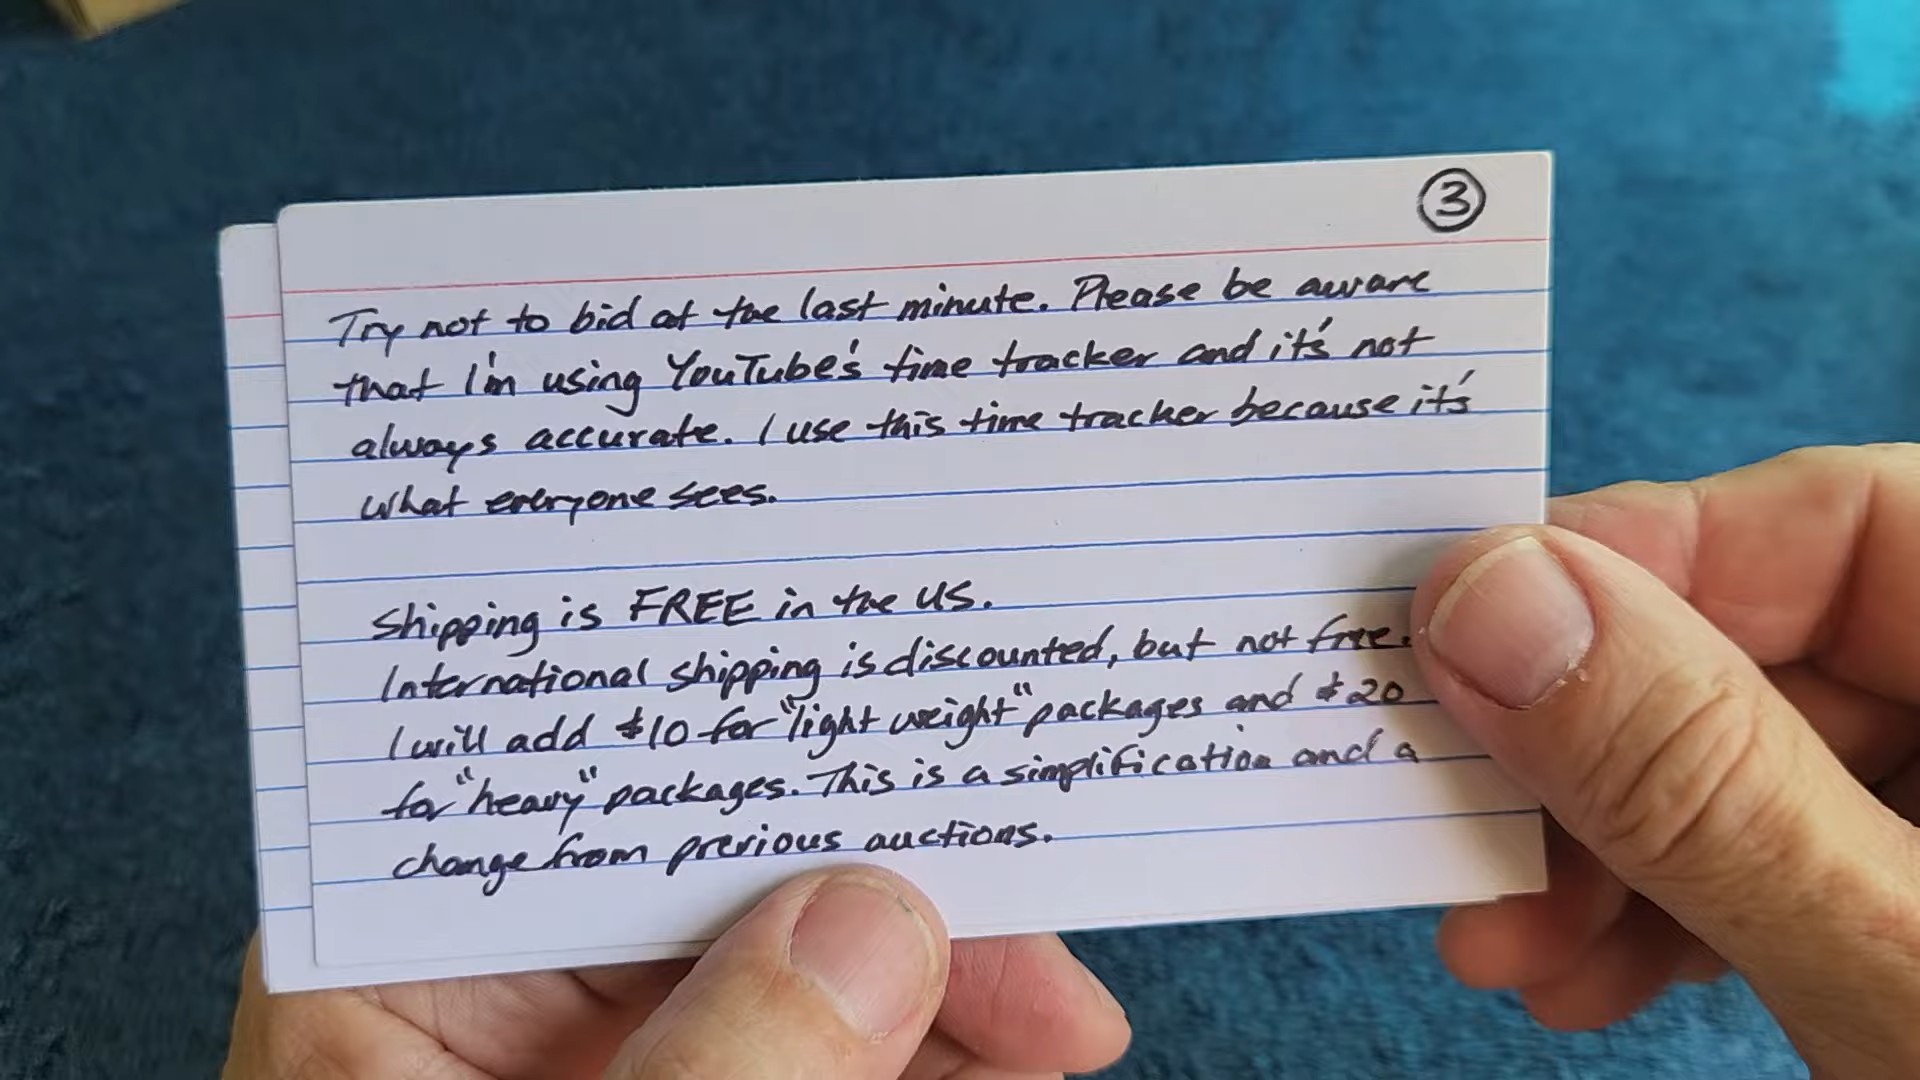 3
Try not to bid at the last minute. Please be aware
that I'm using YouTube's time tracker and it's not
always accurate. I use this time tracker because it's
what everyone sees.
Shipping is FREE in the US.
International shipping is discounted, but not free.
I will add $10 for "light weight" packages and $20
for "heavy" packages. This is a simplification and a
change from previous auctions.